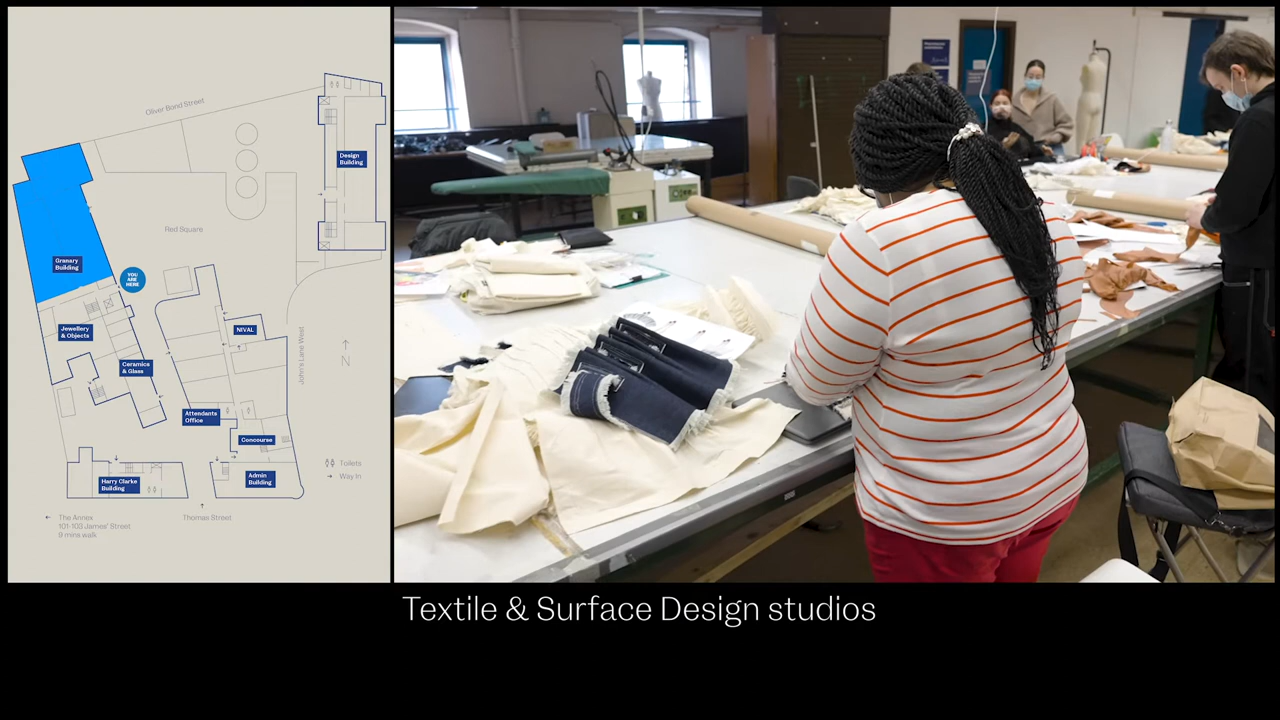 Oliver Bond Street
Design
Building
Red Square
Granary
Building
YOU
ARE
HERE
Jewellery
& Objects
NIVAL
Ceramics
& Glass
John's Lane West
N
Attendants
Office
Concourse
Toilets
Way In
Harry Clarke
Building
Admin
Building
The Annex
101-103 James' Street
9 mins walk
Thomas Street
Textile & Surface Design studios